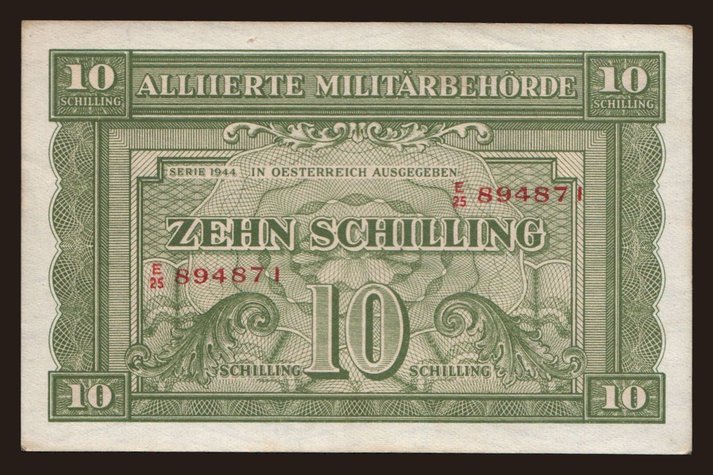 10 ALLIIERTE MILITÄRBEHÖRDE 10
SCHILLING SCHILLING
SERIE 1944 IN OESTERREICH AUSGEGEBEN
E/25 894871
ZEHN SCHILLING
E/25 894871
SCHILLING 10 SCHILLING
10 10